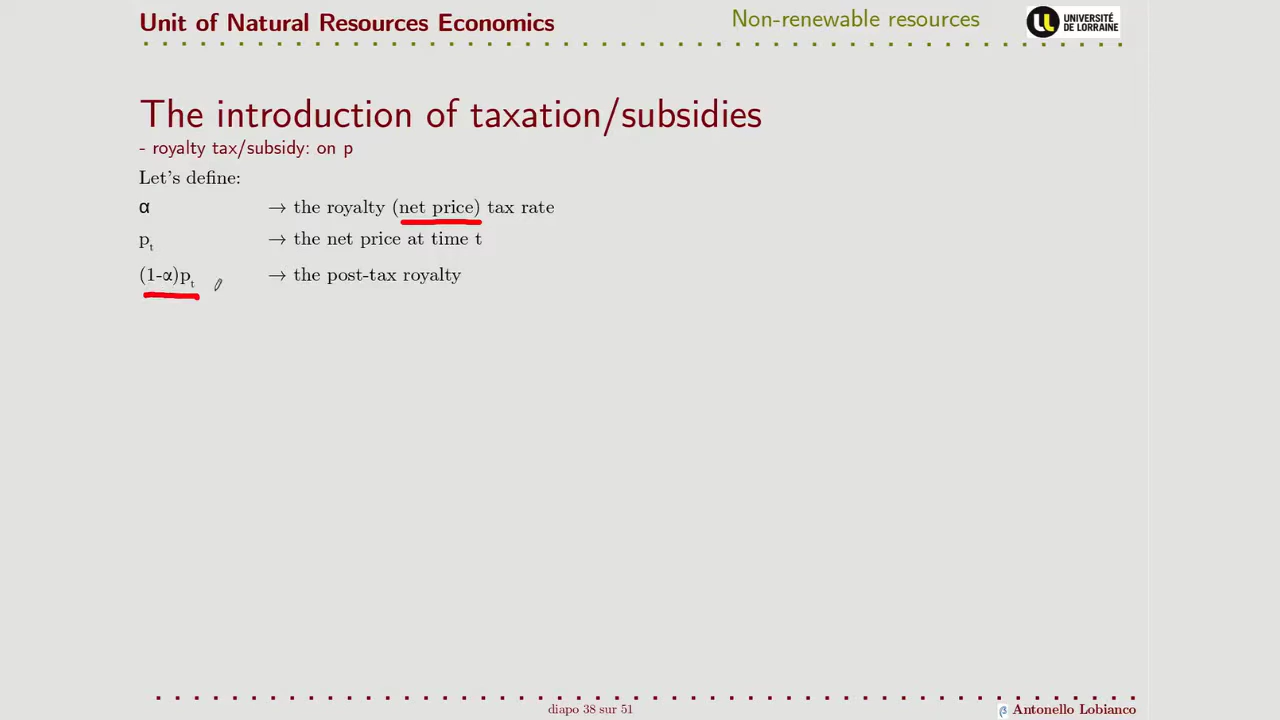 Unit of Natural Resources Economics
Non-renewable resources
UNIVERSITÉ
DE LORRAINE
The introduction of taxation/subsidies
- royalty tax/subsidy: on p
Let's define:
α → the royalty (net price) tax rate
pt → the net price at time t
(1-α)pt → the post-tax royalty
diapo 38 sur 51
β Antonello Lobianco